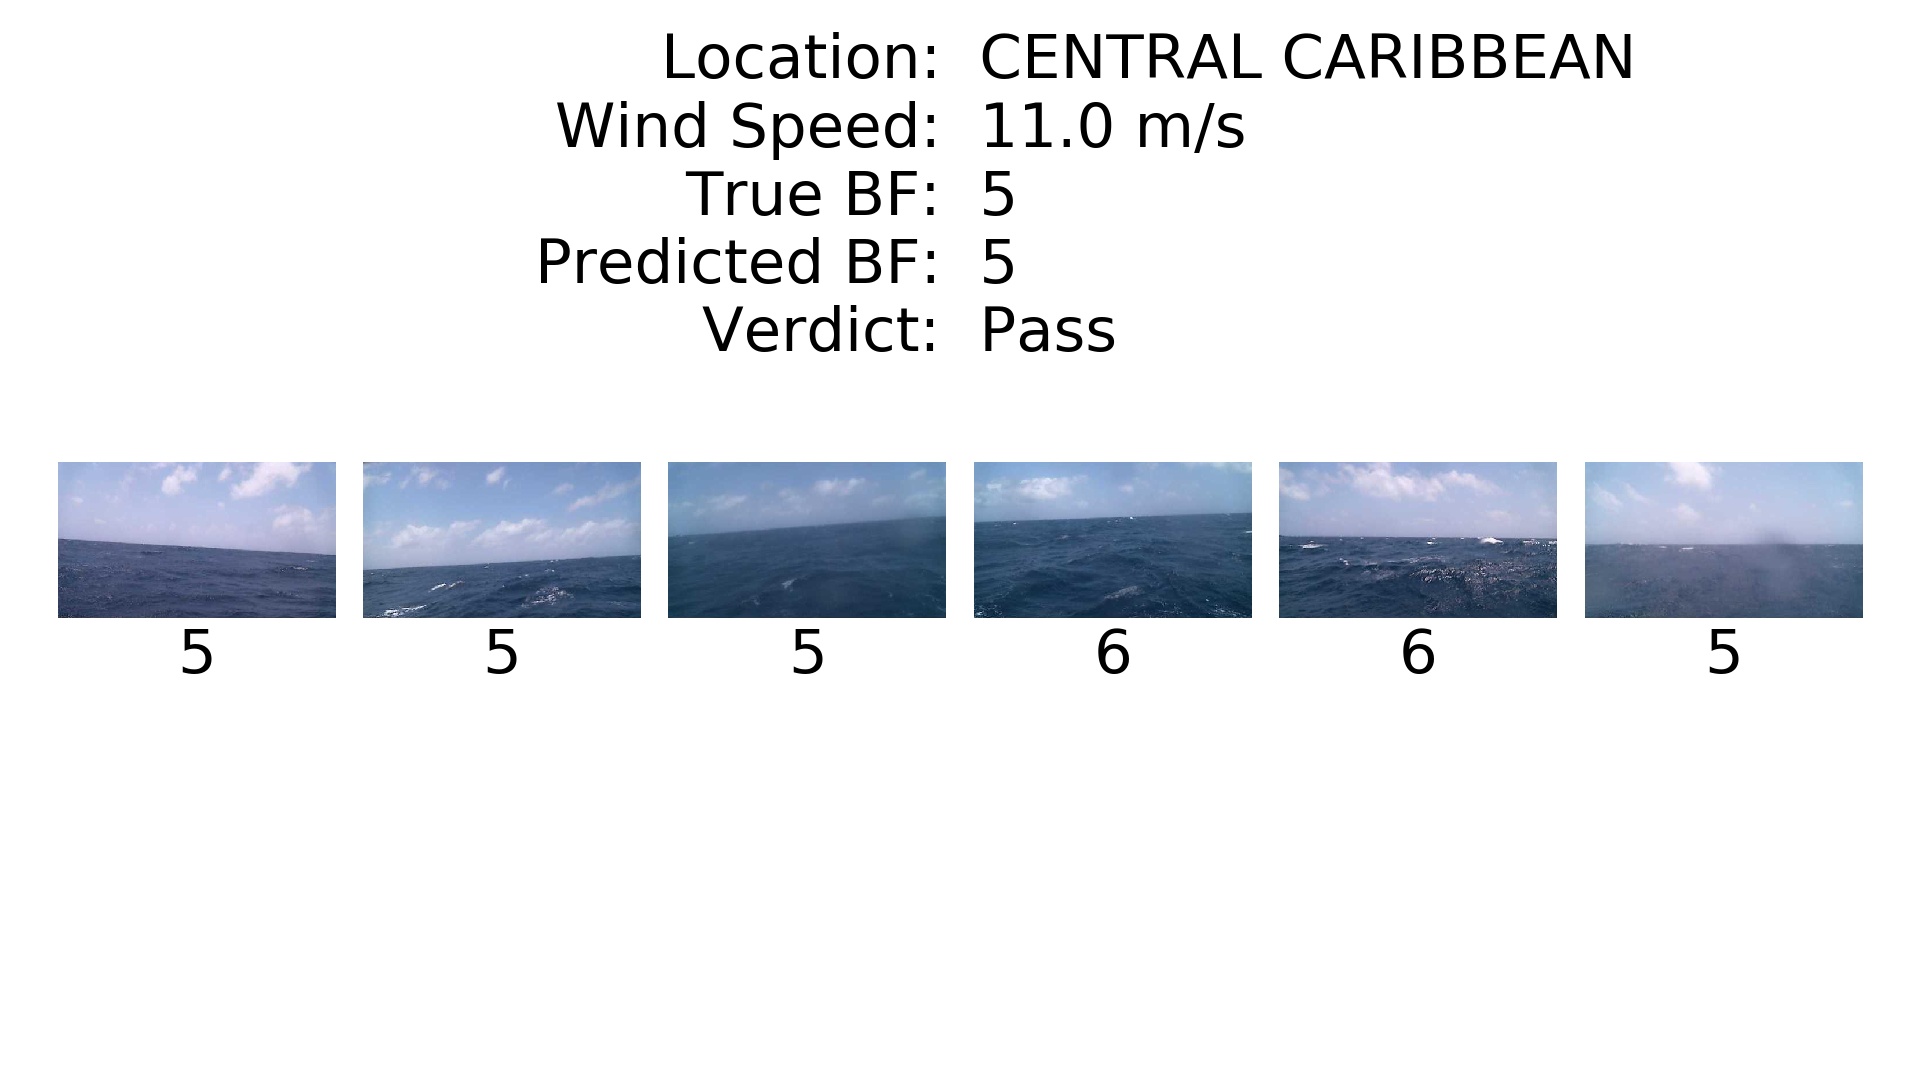 Location: CENTRAL CARIBBEAN
Wind Speed: 11.0 m/s
True BF: 5
Predicted BF: 5
Verdict: Pass
5 5 5 6 6 5